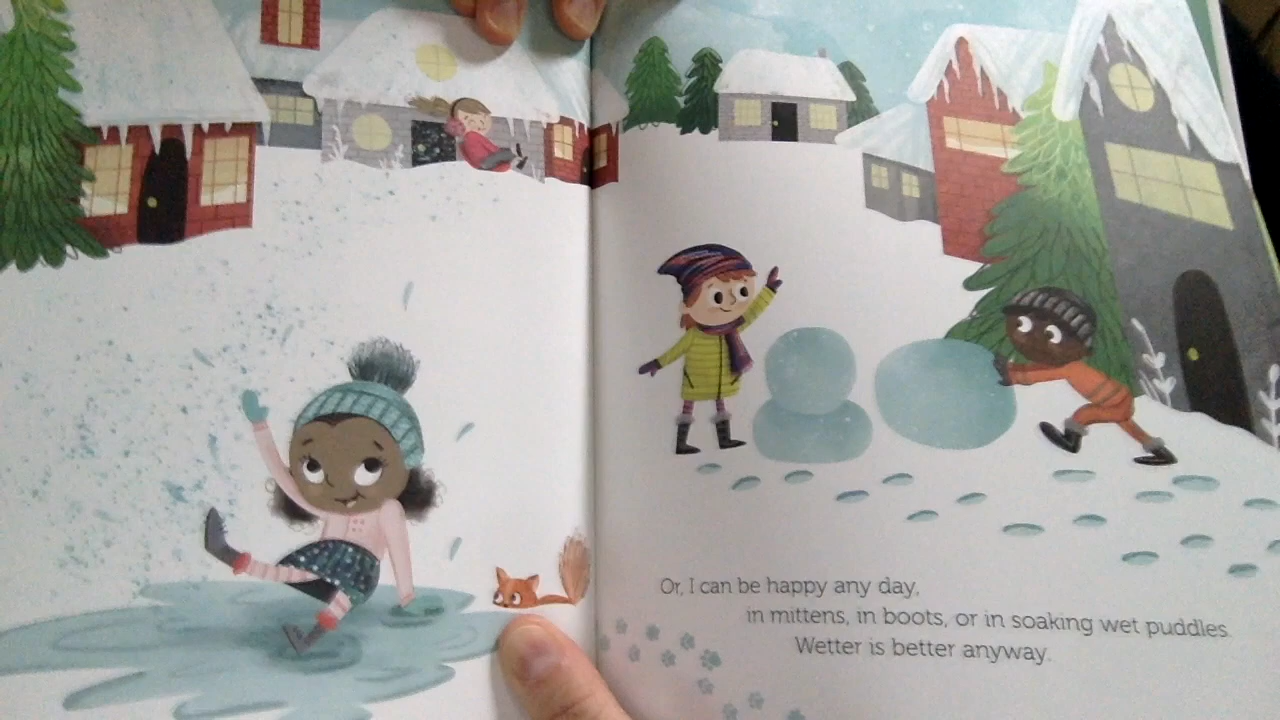 Or, I can be happy any day,
in mittens, in boots, or in soaking wet puddles.
Wetter is better anyway.